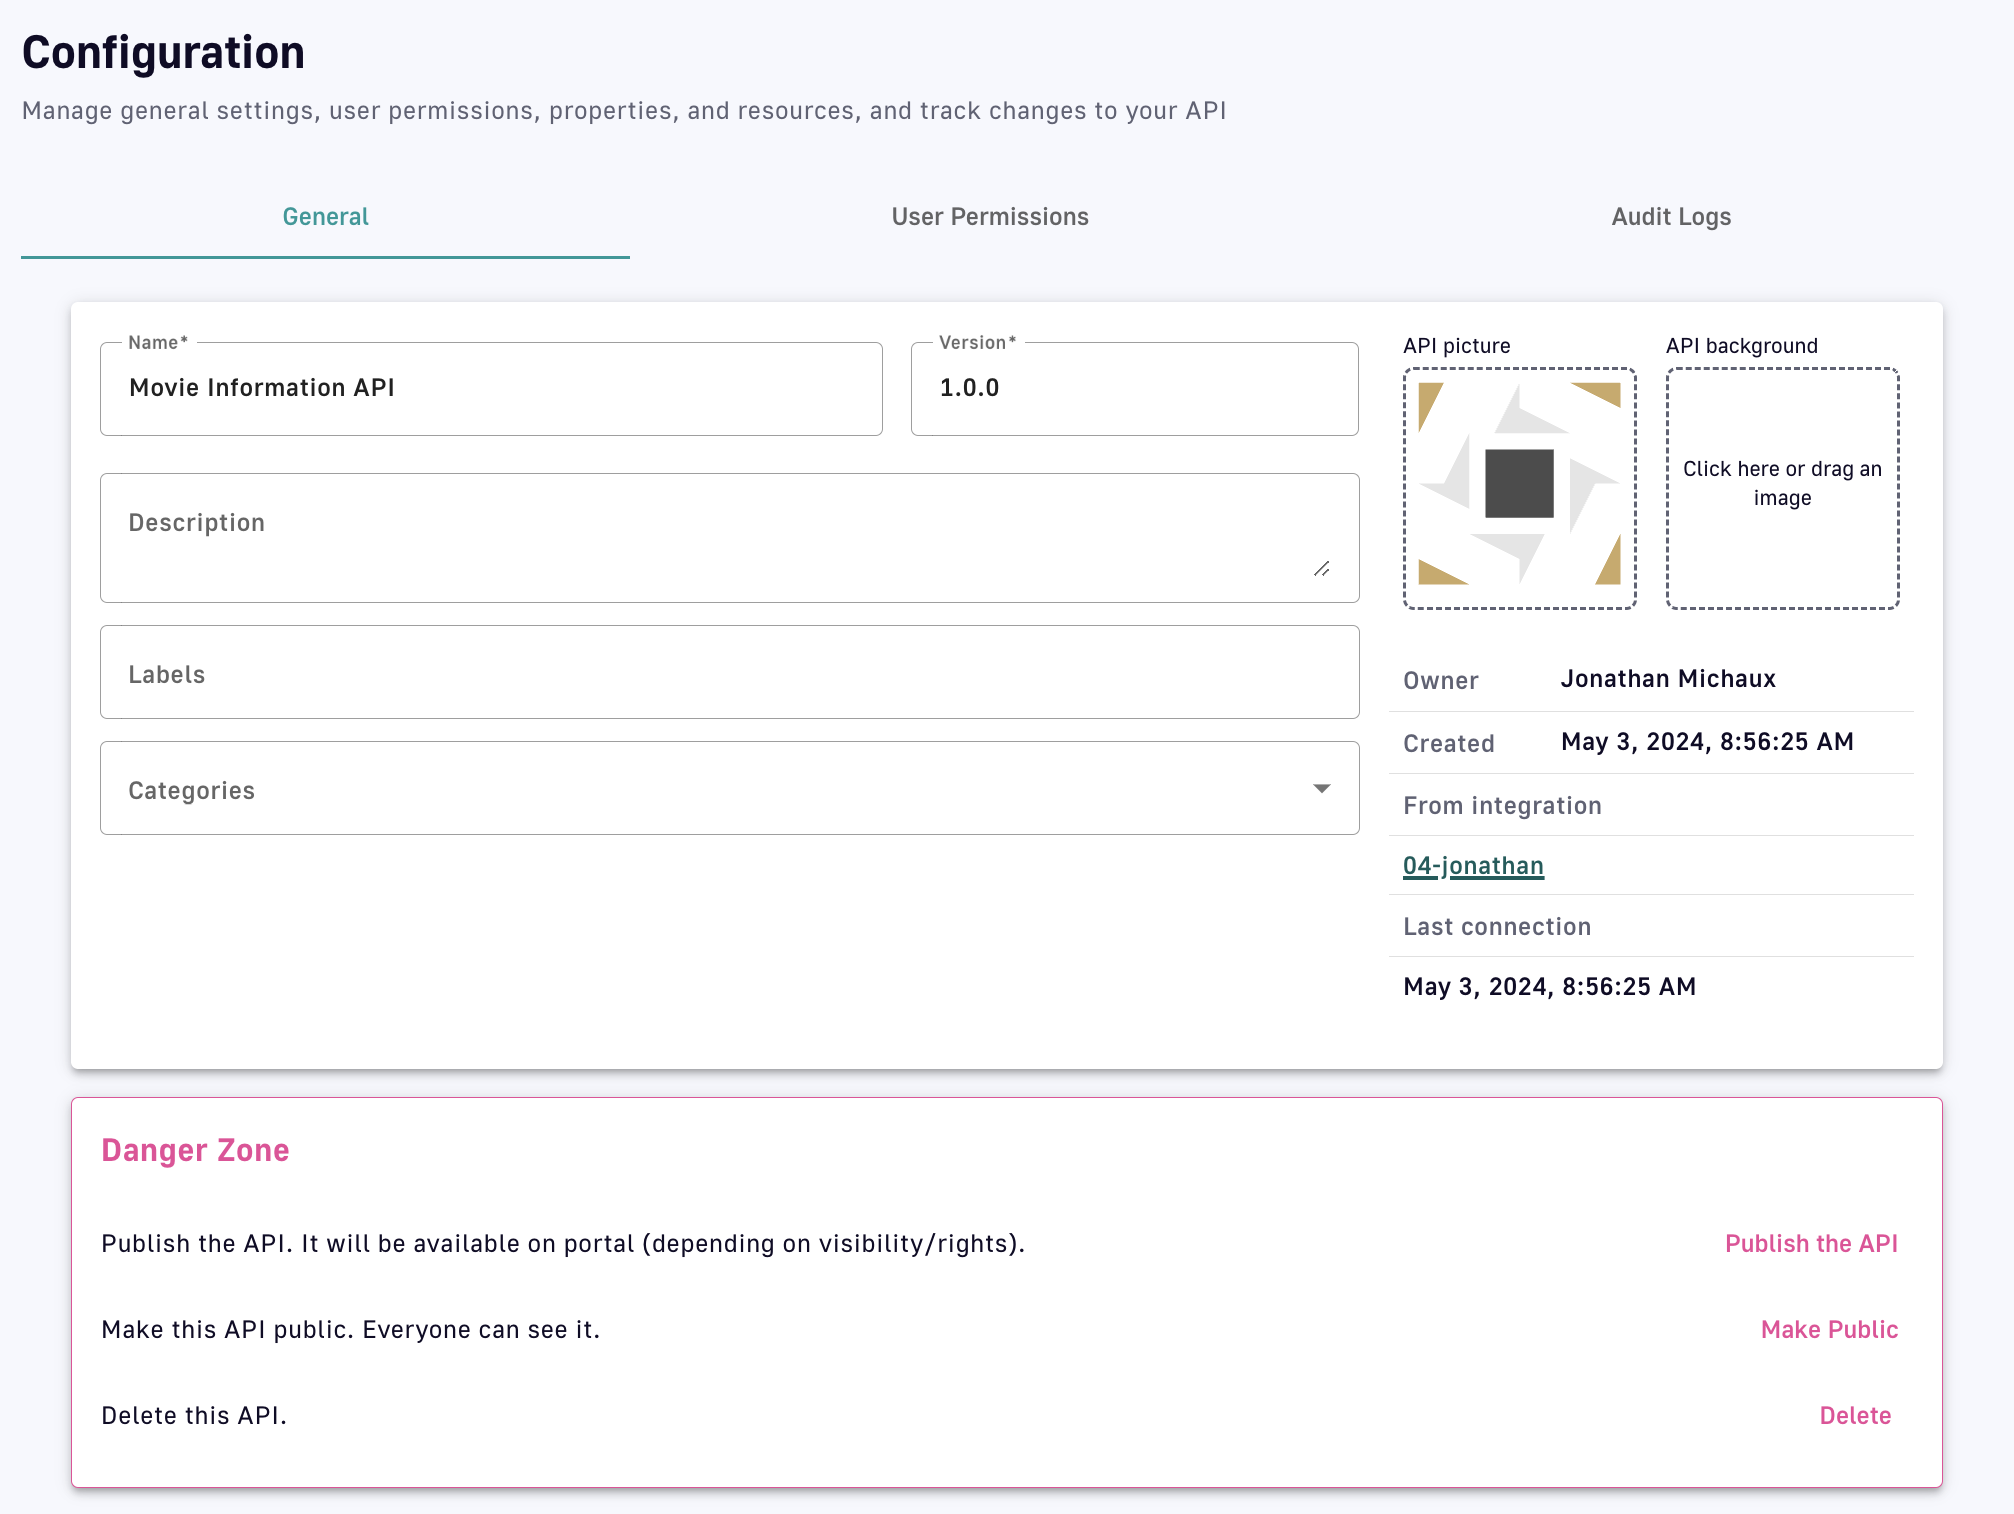 Configuration
Manage general settings, user permissions, properties, and resources, and track changes to your API
General
User Permissions
Audit Logs
Name*
Movie Information API
Version*
1.0.0
Description
Labels
Categories
API picture
API background
Click here or drag an
image
Owner
Jonathan Michaux
Created
May 3, 2024, 8:56:25 AM
From integration
04-jonathan
Last connection
May 3, 2024, 8:56:25 AM
Danger Zone
Publish the API. It will be available on portal (depending on visibility/rights).
Publish the API
Make this API public. Everyone can see it.
Make Public
Delete this API.
Delete